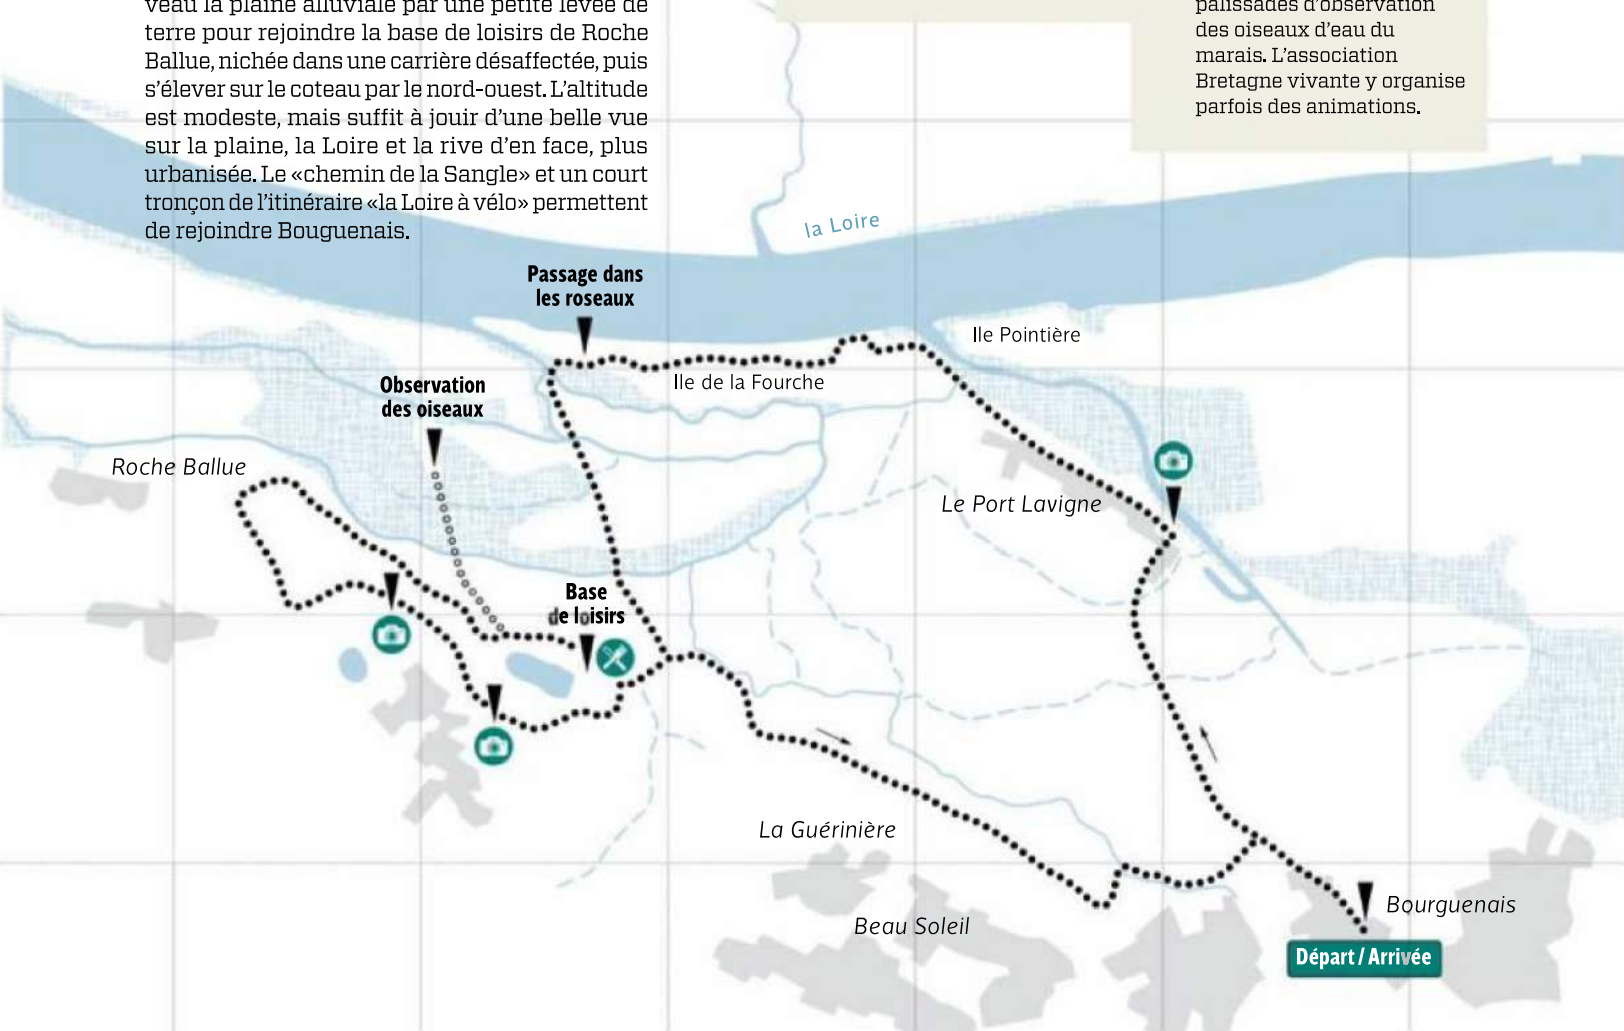 veau la plaine alluviale par une petite levée de
terre pour rejoindre la base de loisirs de Roche
Ballue, nichée dans une carrière désaffectée, puis
s’élever sur le coteau par le nord-ouest. L’altitude
est modeste, mais suffit à jouir d’une belle vue
sur la plaine, la Loire et la rive d’en face, plus
urbanisée. Le «chemin de la Sangle» et un court
tronçon de l’itinéraire «la Loire à vélo» permettent
de rejoindre Bouguenais.
palissades d’observation
des oiseaux d’eau du
marais. L’association
Bretagne vivante y organise
parfois des animations.
la Loire
Passage dans
les roseaux
Ile Pointière
Ile de la Fourche
Observation
des oiseaux
Roche Ballue
Le Port Lavigne
Base
de loisirs
La Guérinière
Beau Soleil
Bourguenais
Départ / Arrivée